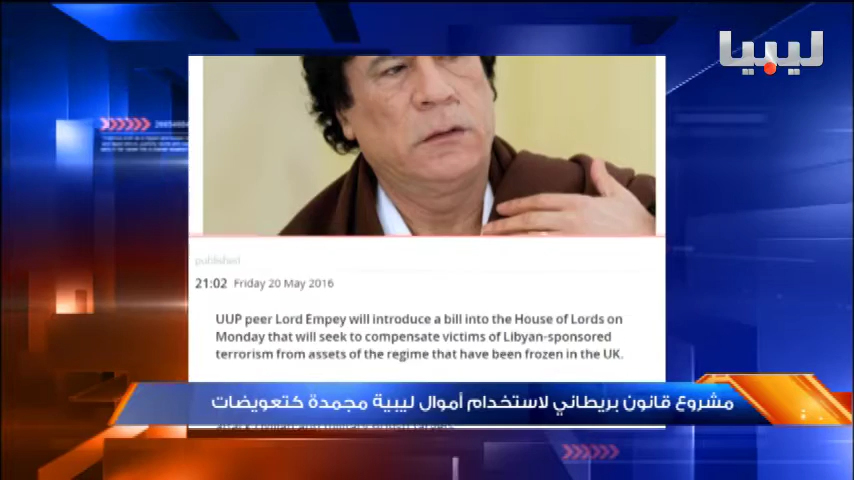 ليبيا
published
21:02 Friday 20 May 2016
UUP peer Lord Empey will introduce a bill into the House of Lords on
Monday that will seek to compensate victims of Libyan-sponsored
terrorism from assets of the regime that have been frozen in the UK.
مشروع قانون بريطاني لاستخدام أموال ليبية مجمدة كتعويضات